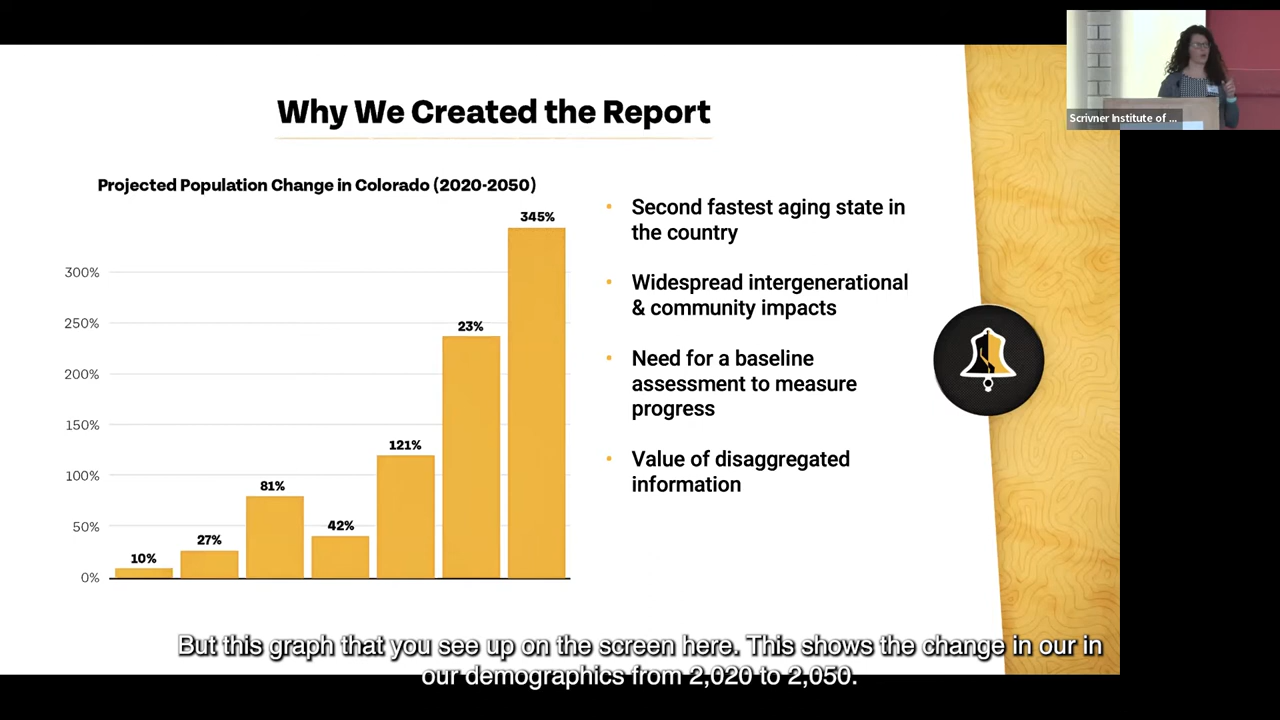 Scrivner Institute of ...
Why We Created the Report
Projected Population Change in Colorado (2020-2050)
345%
300%
250%
200%
150%
100%
50%
0%
10%
27%
81%
42%
121%
23%
• Second fastest aging state in
the country
• Widespread intergenerational
& community impacts
• Need for a baseline
assessment to measure
progress
• Value of disaggregated
information
But this graph that you see up on the screen here. This shows the change in our in
our demographics from 2,020 to 2,050.